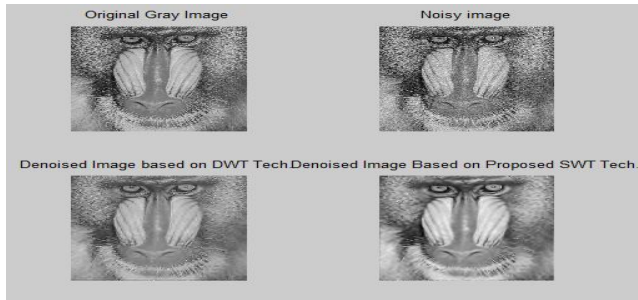 Original Gray Image
Noisy image
Denoised Image based on DWT Tech.
Denoised Image Based on Proposed SWT Tech.